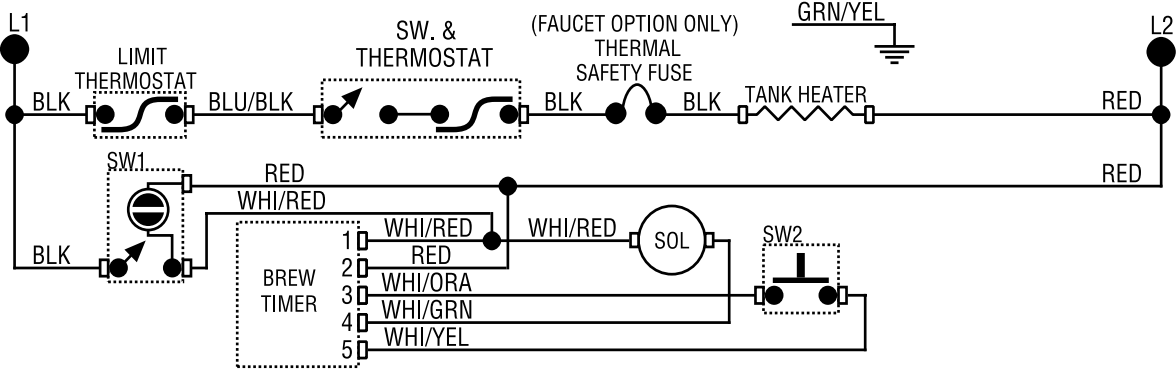 L1
LIMIT
THERMOSTAT
SW. &
THERMOSTAT
(FAUCET OPTION ONLY)
THERMAL
SAFETY FUSE
GRN/YEL
L2
BLK
BLU/BLK
BLK
BLK
TANK HEATER
RED
SW1
RED
RED
WHI/RED
BLK
BREW
TIMER
1
WHI/RED
WHI/RED
SOL
SW2
2
RED
3
WHI/ORA
4
WHI/GRN
5
WHI/YEL